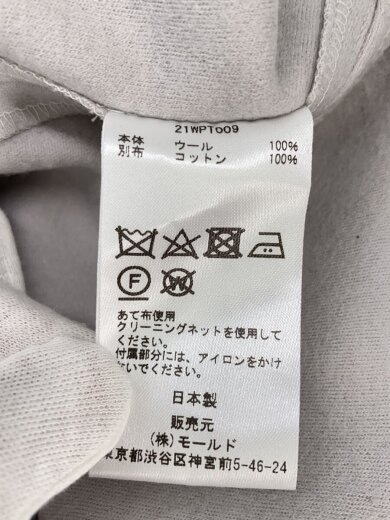 21WPT009
本体 ウール 100%
別布 コットン 100%
F W
あて布使用
クリーニングネットを使用して
ください。
付属部分には、アイロンをかけ
ないでください。
日本製
販売元
(株)モールド
東京都渋谷区神宮前5-46-24